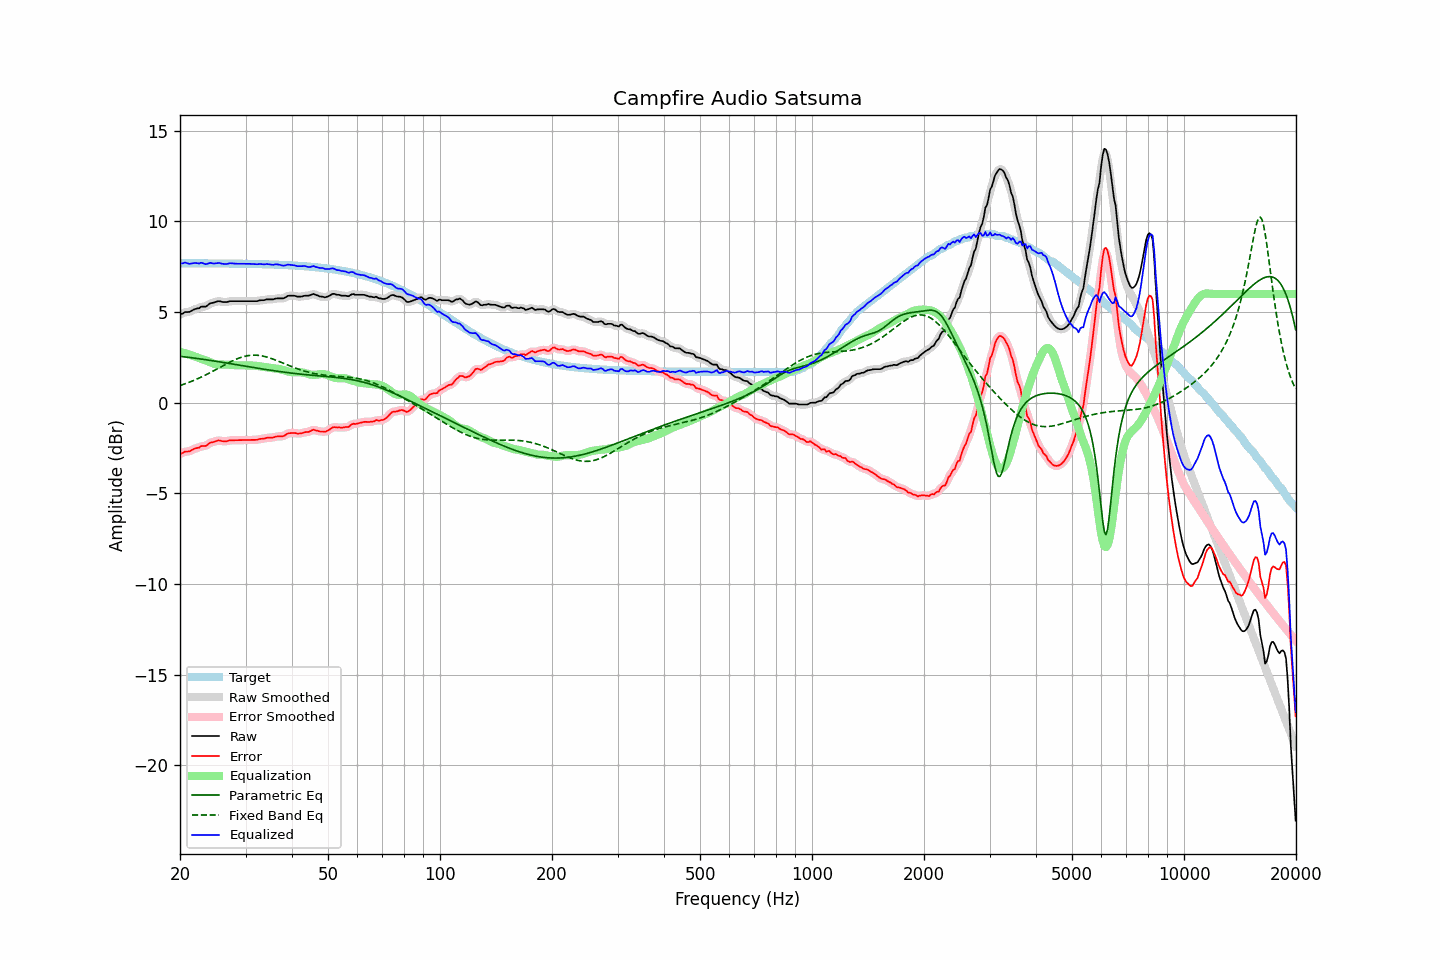 Campfire Audio Satsuma
15
10
5
0
−5
−10
−15
−20
Amplitude (dBr)
Target
Raw Smoothed
Error Smoothed
Raw
Error
Equalization
Parametric Eq
Fixed Band Eq
Equalized
20
50
100
200
500
1000
2000
5000
10000
20000
Frequency (Hz)